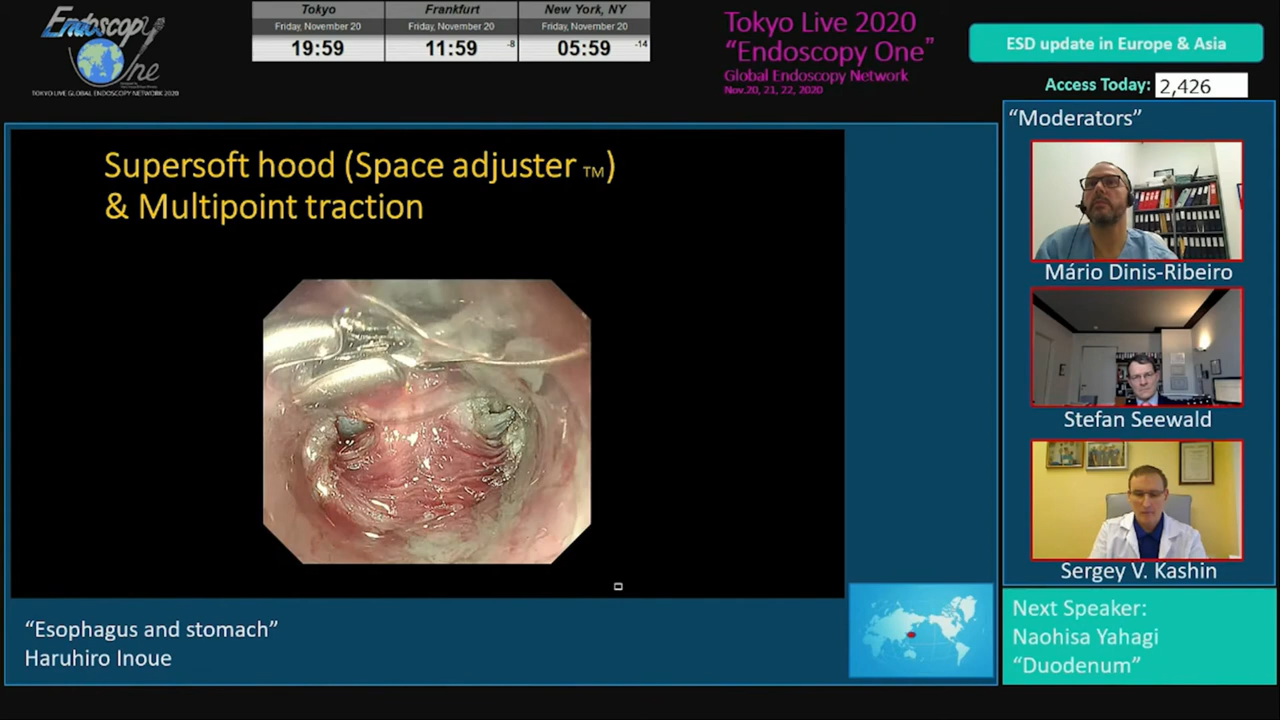 Endoscopy
One
TOKYO LIVE GLOBAL ENDOSCOPY NETWORK 2020
Tokyo
Friday, November 20
19:59
Frankfurt
Friday, November 20
11:59 -8
New York, NY
Friday, November 20
05:59 -14
Tokyo Live 2020
“Endoscopy One”
Global Endoscopy Network
Nov.20, 21, 22, 2020
ESD update in Europe & Asia
Access Today: 2,426
Supersoft hood (Space adjuster TM)
& Multipoint traction
“Moderators”
Mário Dinis-Ribeiro
Stefan Seewald
Sergey V. Kashin
“Esophagus and stomach”
Haruhiro Inoue
Next Speaker:
Naohisa Yahagi
“Duodenum”